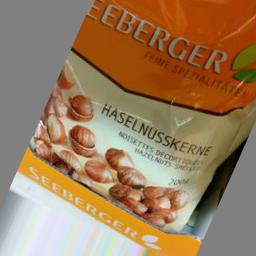 SEEBERGER
FEINE SPEZIALITÄTEN
HASELNUSSKERNE
NOISETTES DÉCORTIQUÉES
HAZELNUTS SHELLED
200g
SEEBERGER